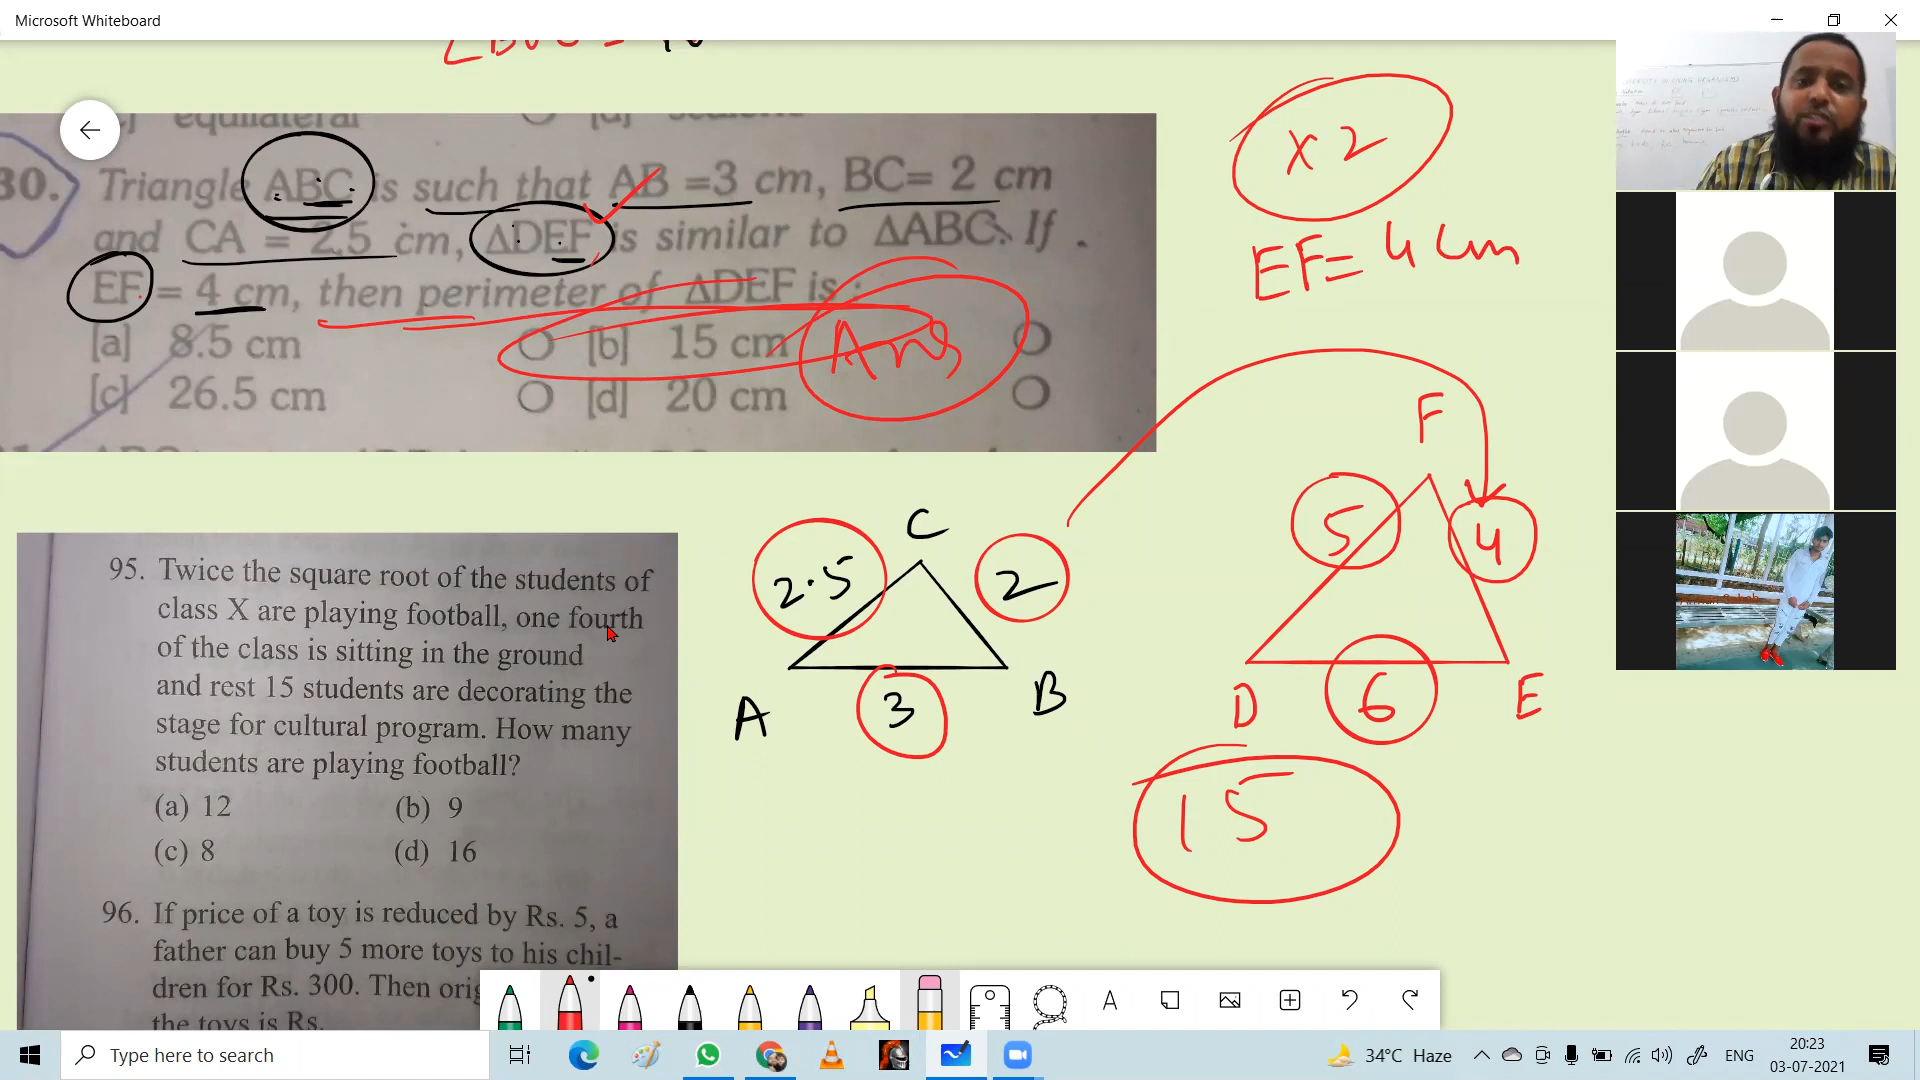 Microsoft Whiteboard
equilateral
30. Triangle ABC is such that AB =3 cm, BC= 2 cm
and CA = 2.5 cm, ΔDEF is similar to ΔABC. If
EF = 4 cm, then perimeter of ΔDEF is :
[a] 8.5 cm [b] 15 cm Ans
[c] 26.5 cm [d] 20 cm
× 2
EF= 4 cm
C
2.5
2
3
A
B
F
5
4
D
6
E
15
95. Twice the square root of the students of
class X are playing football, one fourth
of the class is sitting in the ground
and rest 15 students are decorating the
stage for cultural program. How many
students are playing football?
(a) 12 (b) 9
(c) 8 (d) 16
96. If price of a toy is reduced by Rs. 5, a
father can buy 5 more toys to his chil-
dren for Rs. 300. Then orig
the toys is Rs.
Type here to search
34°C Haze
ENG
20:23
03-07-2021